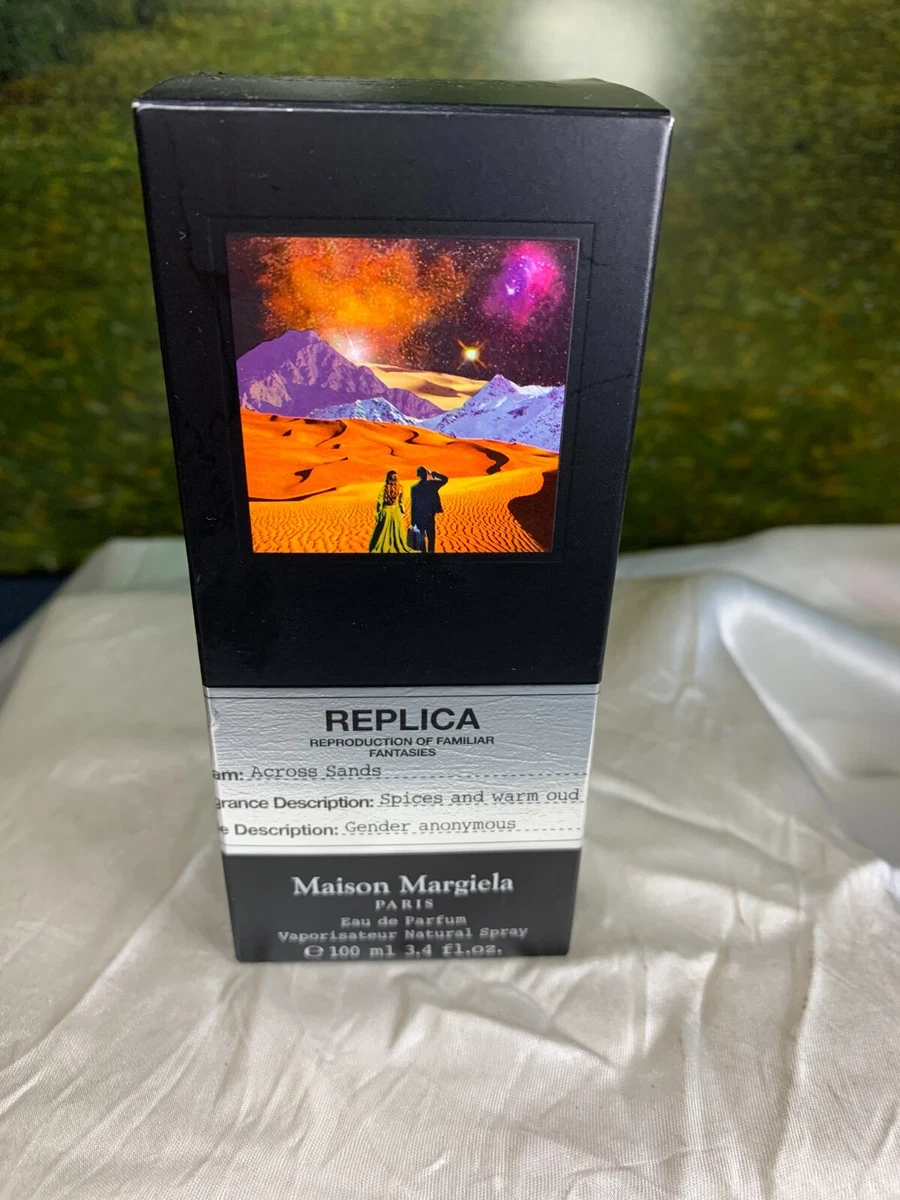 REPLICA
REPRODUCTION OF FAMILIAR
FANTASIES
am: Across Sands
rance Description: Spices and warm oud
e Description: Gender anonymous
Maison Margiela
PARIS
Eau de Parfum
Vaporisateur Natural Spray
℮ 100 ml 3.4 fl.oz.